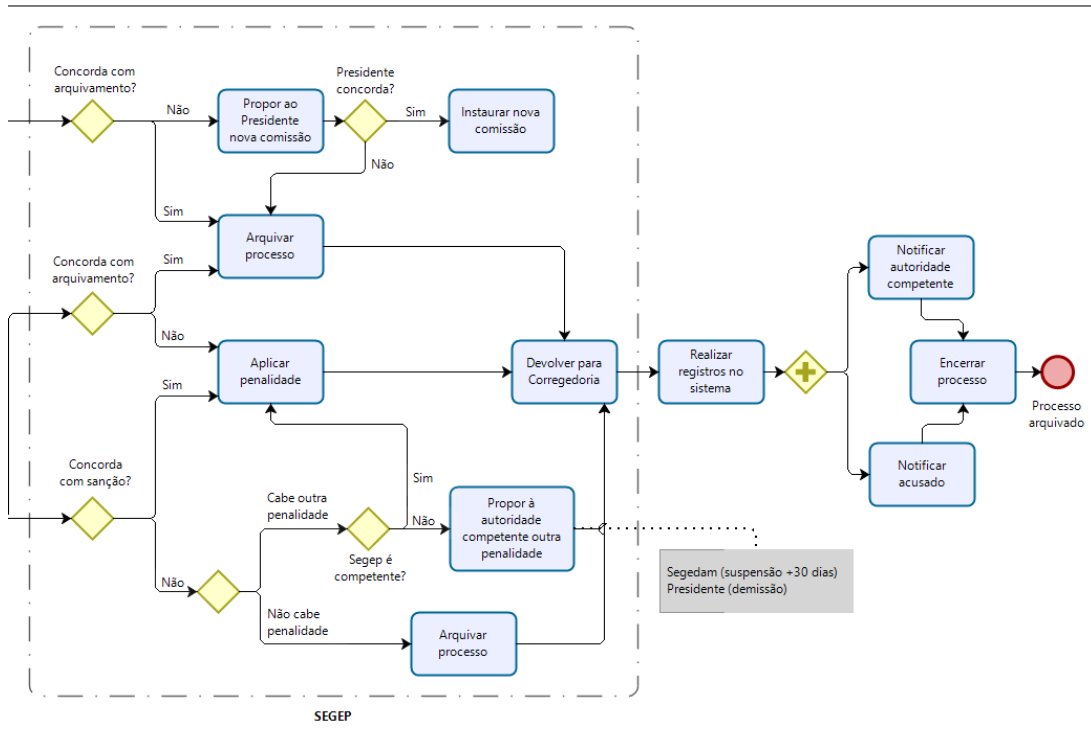 Concorda com
arquivamento?
Não
Sim
Propor ao
Presidente
nova comissão
Presidente
concorda?
Sim
Não
Instaurar nova
comissão
Arquivar
processo
Concorda com
arquivamento?
Sim
Não
Aplicar
penalidade
Devolver para
Corregedoria
Realizar
registros no
sistema
Notificar
autoridade
competente
Encerrar
processo
Processo
arquivado
Notificar
acusado
Concorda
com sanção?
Sim
Não
Cabe outra
penalidade
Segep é
competente?
Sim
Não
Propor à
autoridade
competente outra
penalidade
Segedam (suspensão +30 dias)
Presidente (demissão)
Não cabe
penalidade
Arquivar
processo
SEGEP